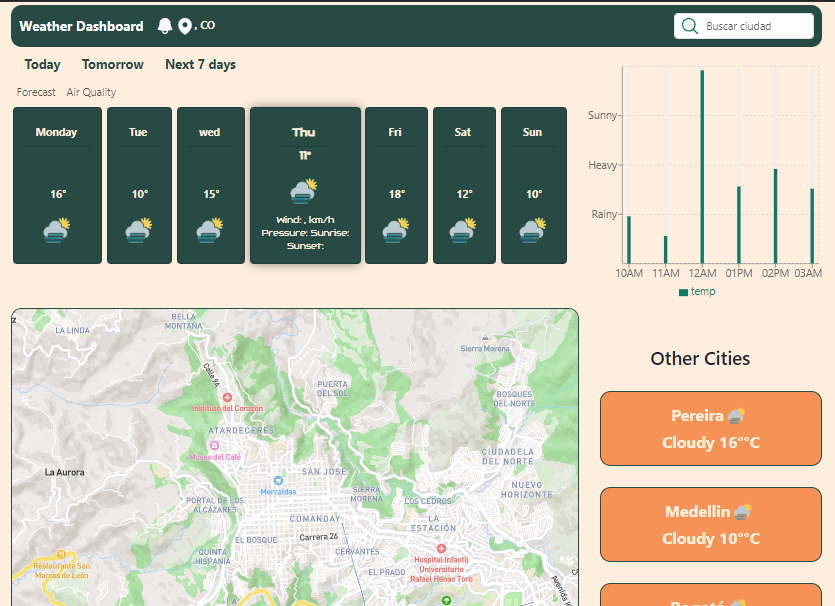 Weather Dashboard , CO
Buscar ciudad
Today Tomorrow Next 7 days
Forecast Air Quality
Monday
16°
Tue
10°
wed
15°
Thu
11°
Wind: , km/h
Pressure: Sunrise:
Sunset:
Fri
18°
Sat
12°
Sun
10°
Sunny
Heavy
Rainy
10AM 11AM 12AM 01PM 02PM 03AM
temp
z
BELLA
MONTAÑA
LA LINDA
Calle 9A
Sierra Morena
PUERTA
DEL SOL
BOSQUES
DEL NORTE
Instituto del Corazón
ATARDECERES
Museo del Café
CIUDADELA
DEL NORTE
La Aurora
SAN JOSÉ
Mercaldas
SIERRA
MORENA
NUEVO
HORIZONTE
PORTAL DE LOS
ALCÁZARES
LOS CEDROS
CUMANDAY
LA
ESTACIÓN
Carrera 26
EL BOSQUE
QUINTA
HISPANIA
CERVANTES
Hospital Infantil
Universitario
Rafael Henao Toro
Restaurante San
Marcos de León
EL PRADO
LA
Avenida K
Other Cities
Pereira
Cloudy 16°°C
Medellin
Cloudy 10°°C
Bogotá